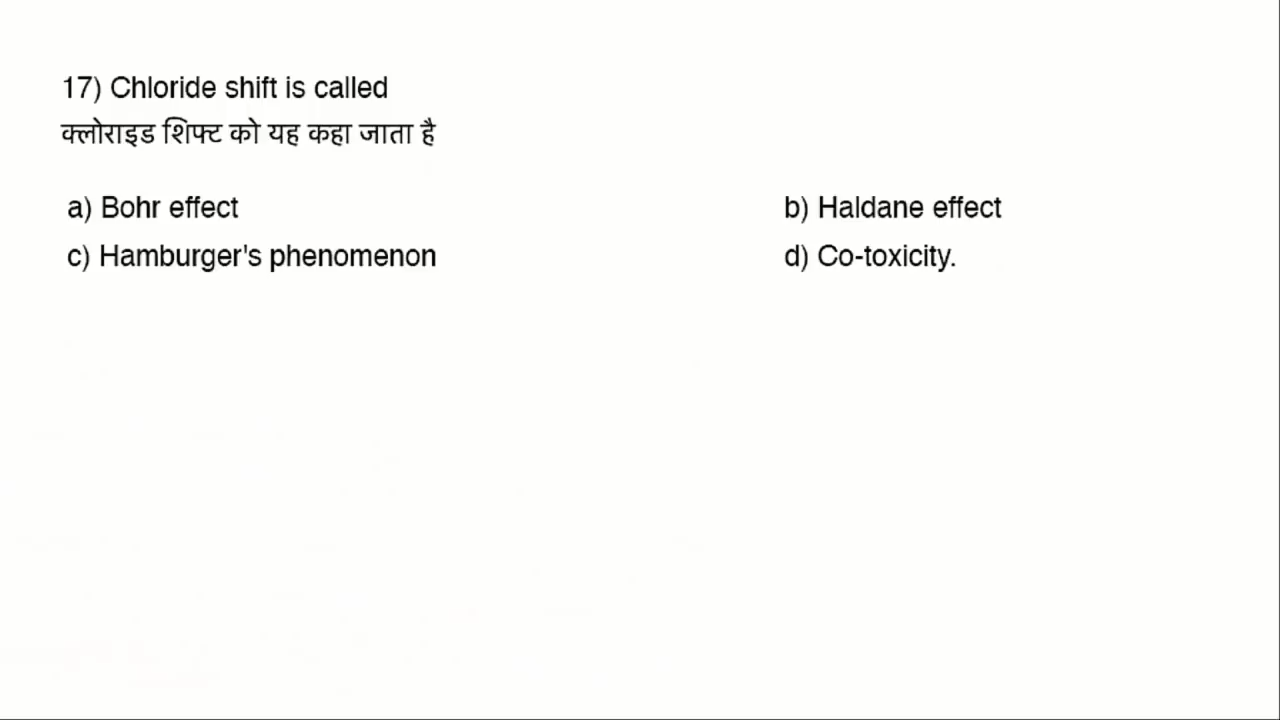 17) Chloride shift is called
क्लोराइड शिफ्ट को यह कहा जाता है
a) Bohr effect b) Haldane effect
c) Hamburger's phenomenon d) Co-toxicity.